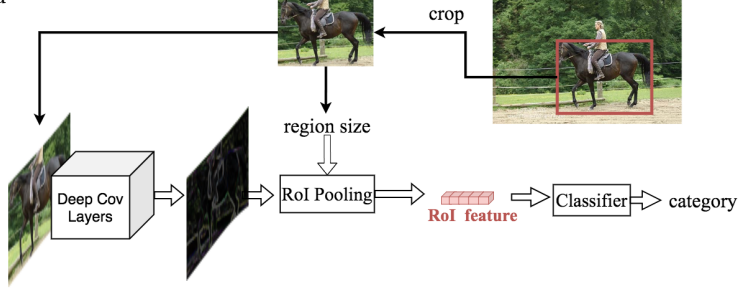 crop
region size
Deep Cov
Layers
RoI Pooling
RoI feature
Classifier
category